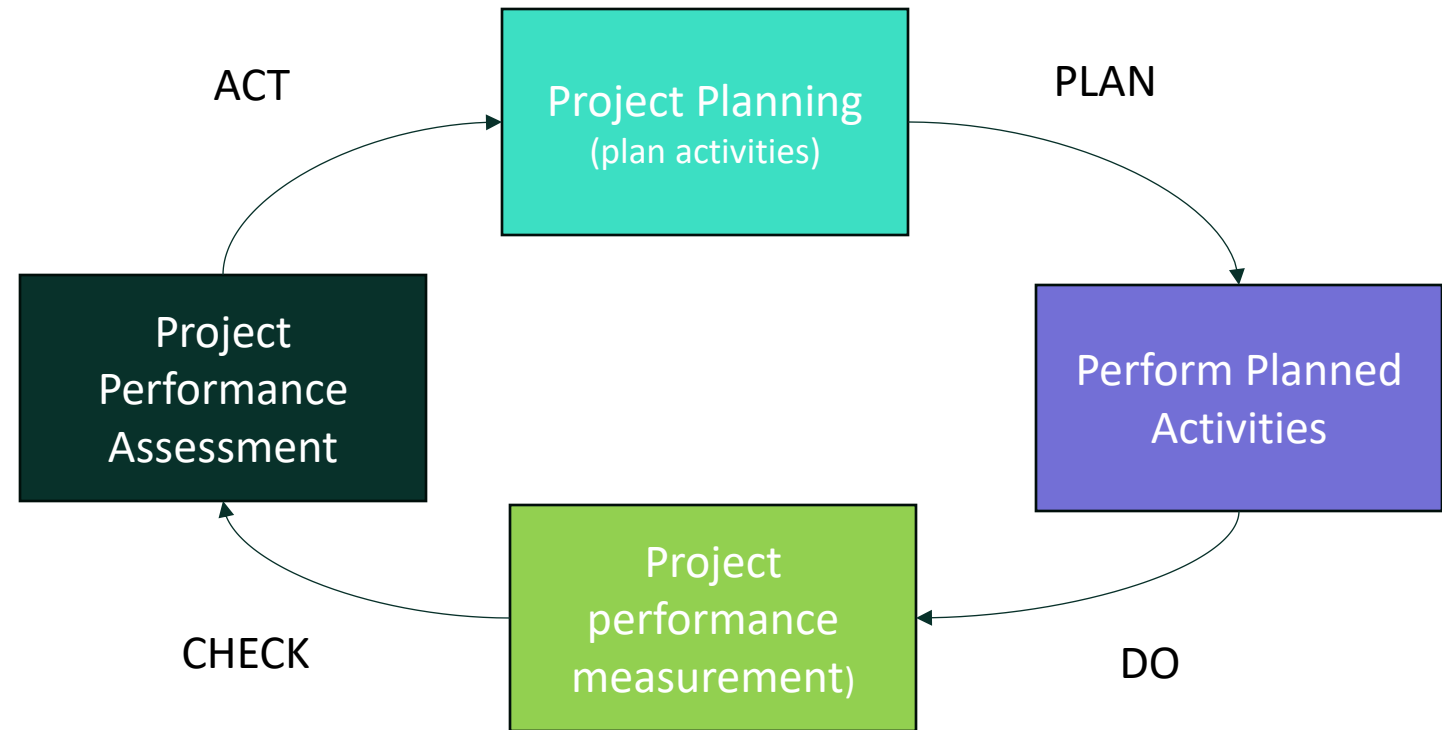 ACT
Project Planning
(plan activities)
PLAN
Project
Performance
Assessment
Perform Planned
Activities
Project
performance
measurement)
CHECK
DO